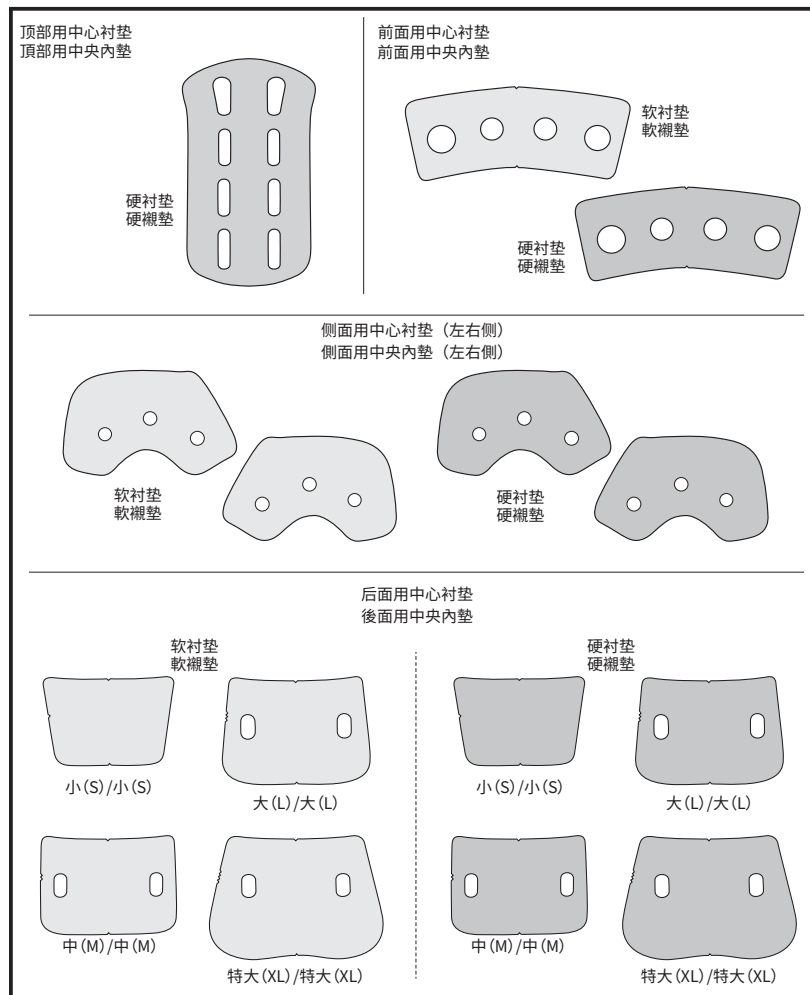 顶部用中心衬垫
頂部用中央內墊
硬衬垫
硬襯墊
前面用中心衬垫
前面用中央內墊
软衬垫
軟襯墊
硬衬垫
硬襯墊
侧面用中心衬垫（左右侧）
側面用中央內墊（左右側）
软衬垫
軟襯墊
硬衬垫
硬襯墊
后面用中心衬垫
後面用中央內墊
软衬垫
軟襯墊
小(S)/小(S)
大(L)/大(L)
中(M)/中(M)
特大(XL)/特大(XL)
硬衬垫
硬襯墊
小(S)/小(S)
大(L)/大(L)
中(M)/中(M)
特大(XL)/特大(XL)